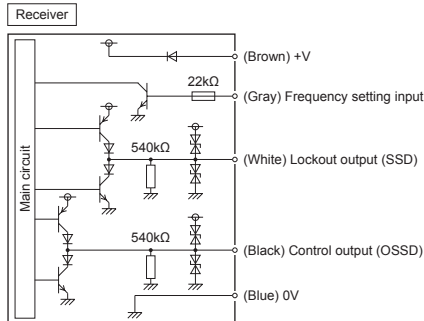 Receiver
(Brown) +V
22kΩ
(Gray) Frequency setting input
Main circuit
540kΩ
(White) Lockout output (SSD)
540kΩ
(Black) Control output (OSSD)
(Blue) 0V